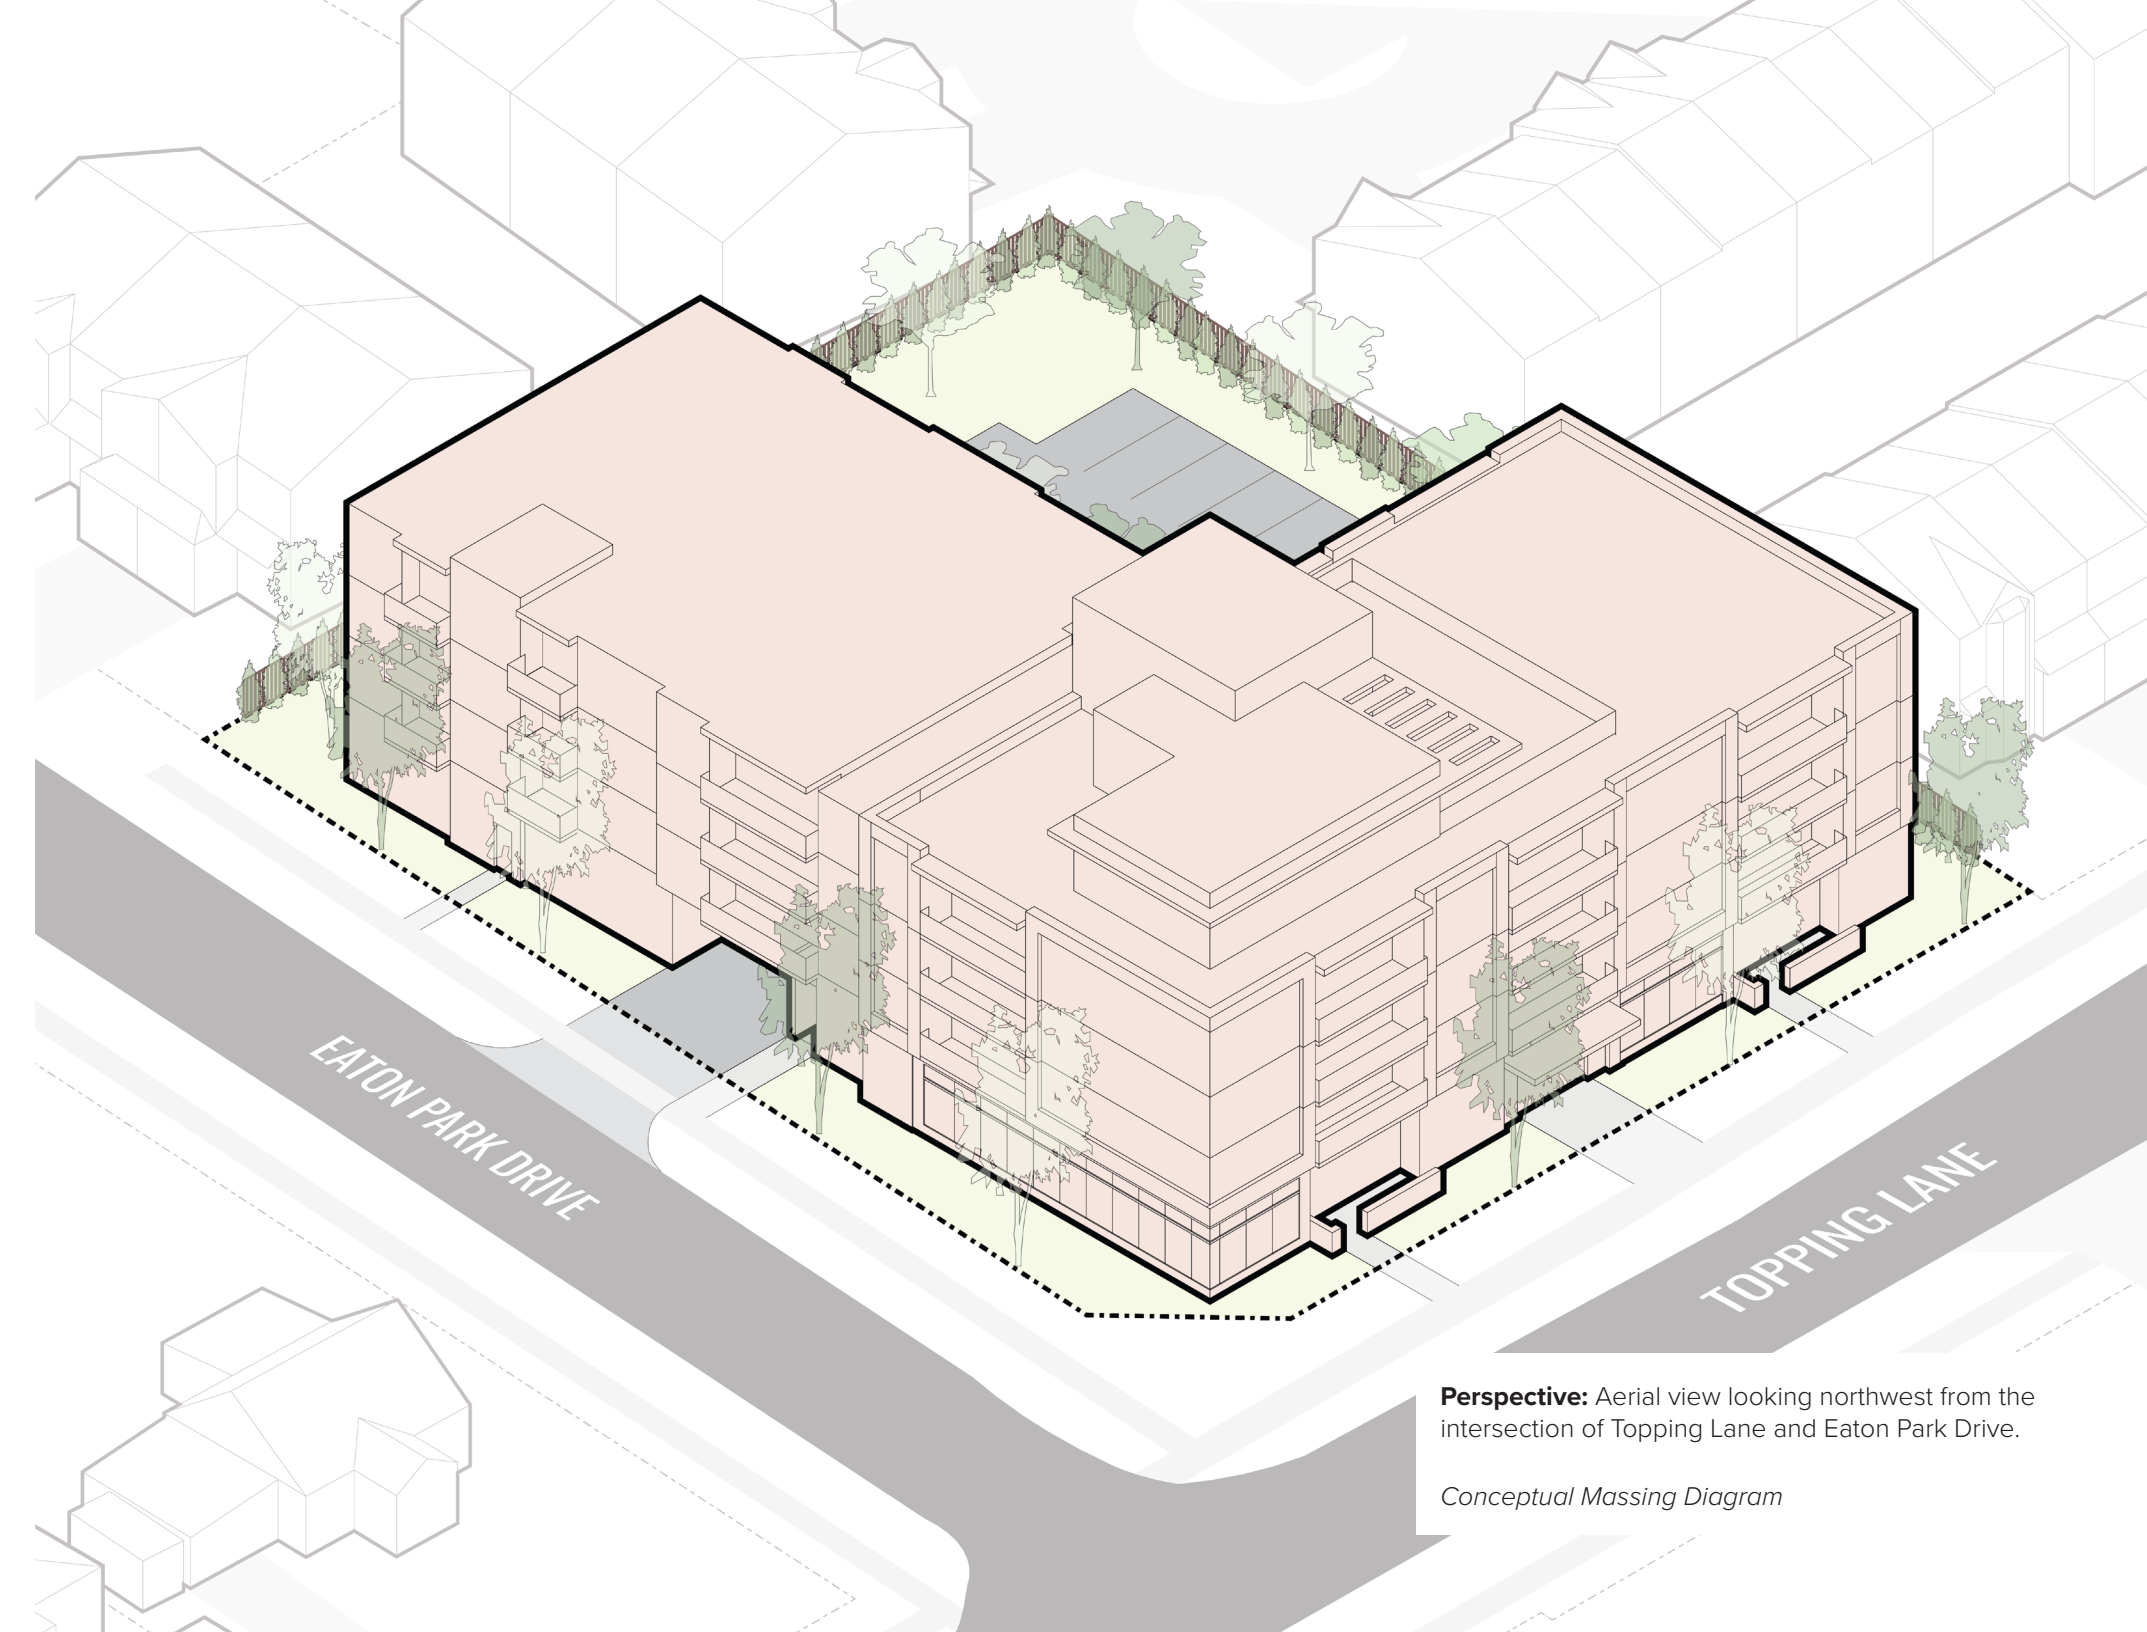 EATON PARK DRIVE
TOPPING LANE
Perspective: Aerial view looking northwest from the
intersection of Topping Lane and Eaton Park Drive.
Conceptual Massing Diagram